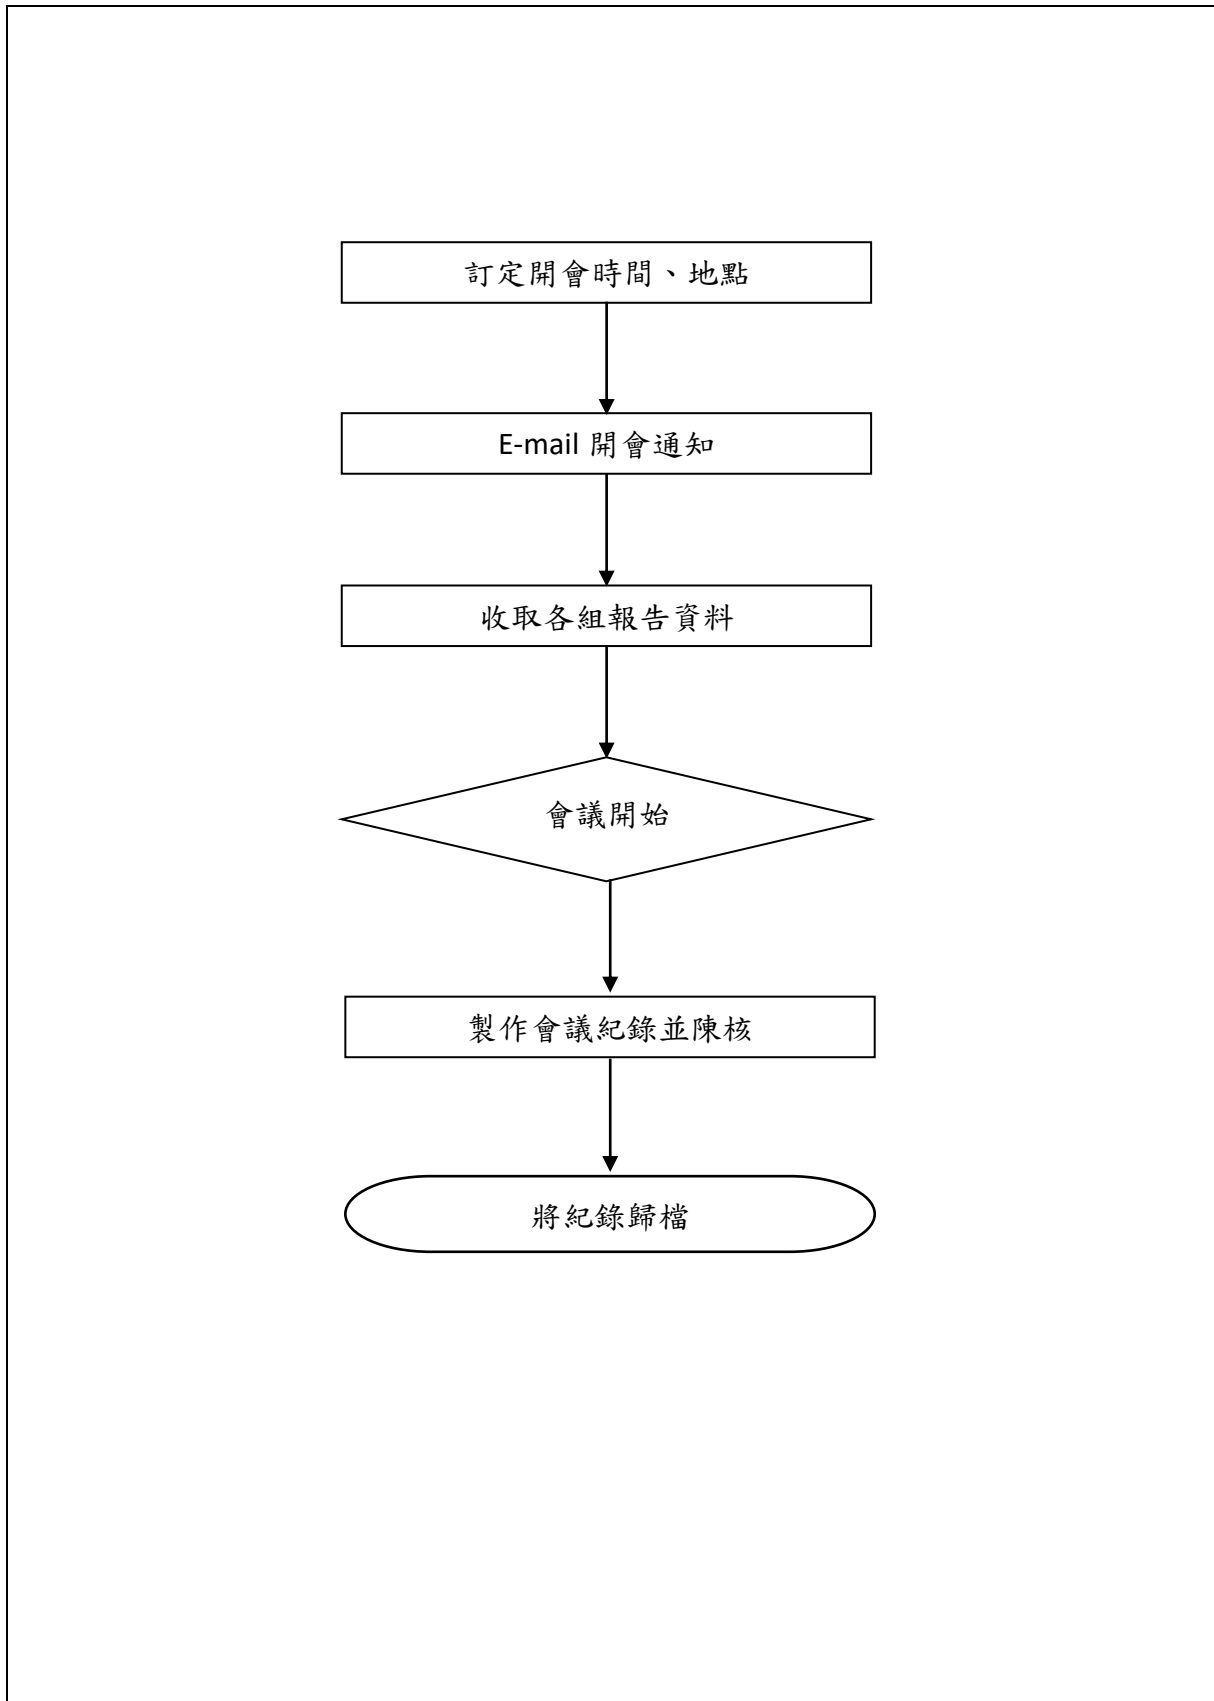 訂定開會時間、地點
E-mail 開會通知
收取各組報告資料
會議開始
製作會議紀錄並陳核
將紀錄歸檔